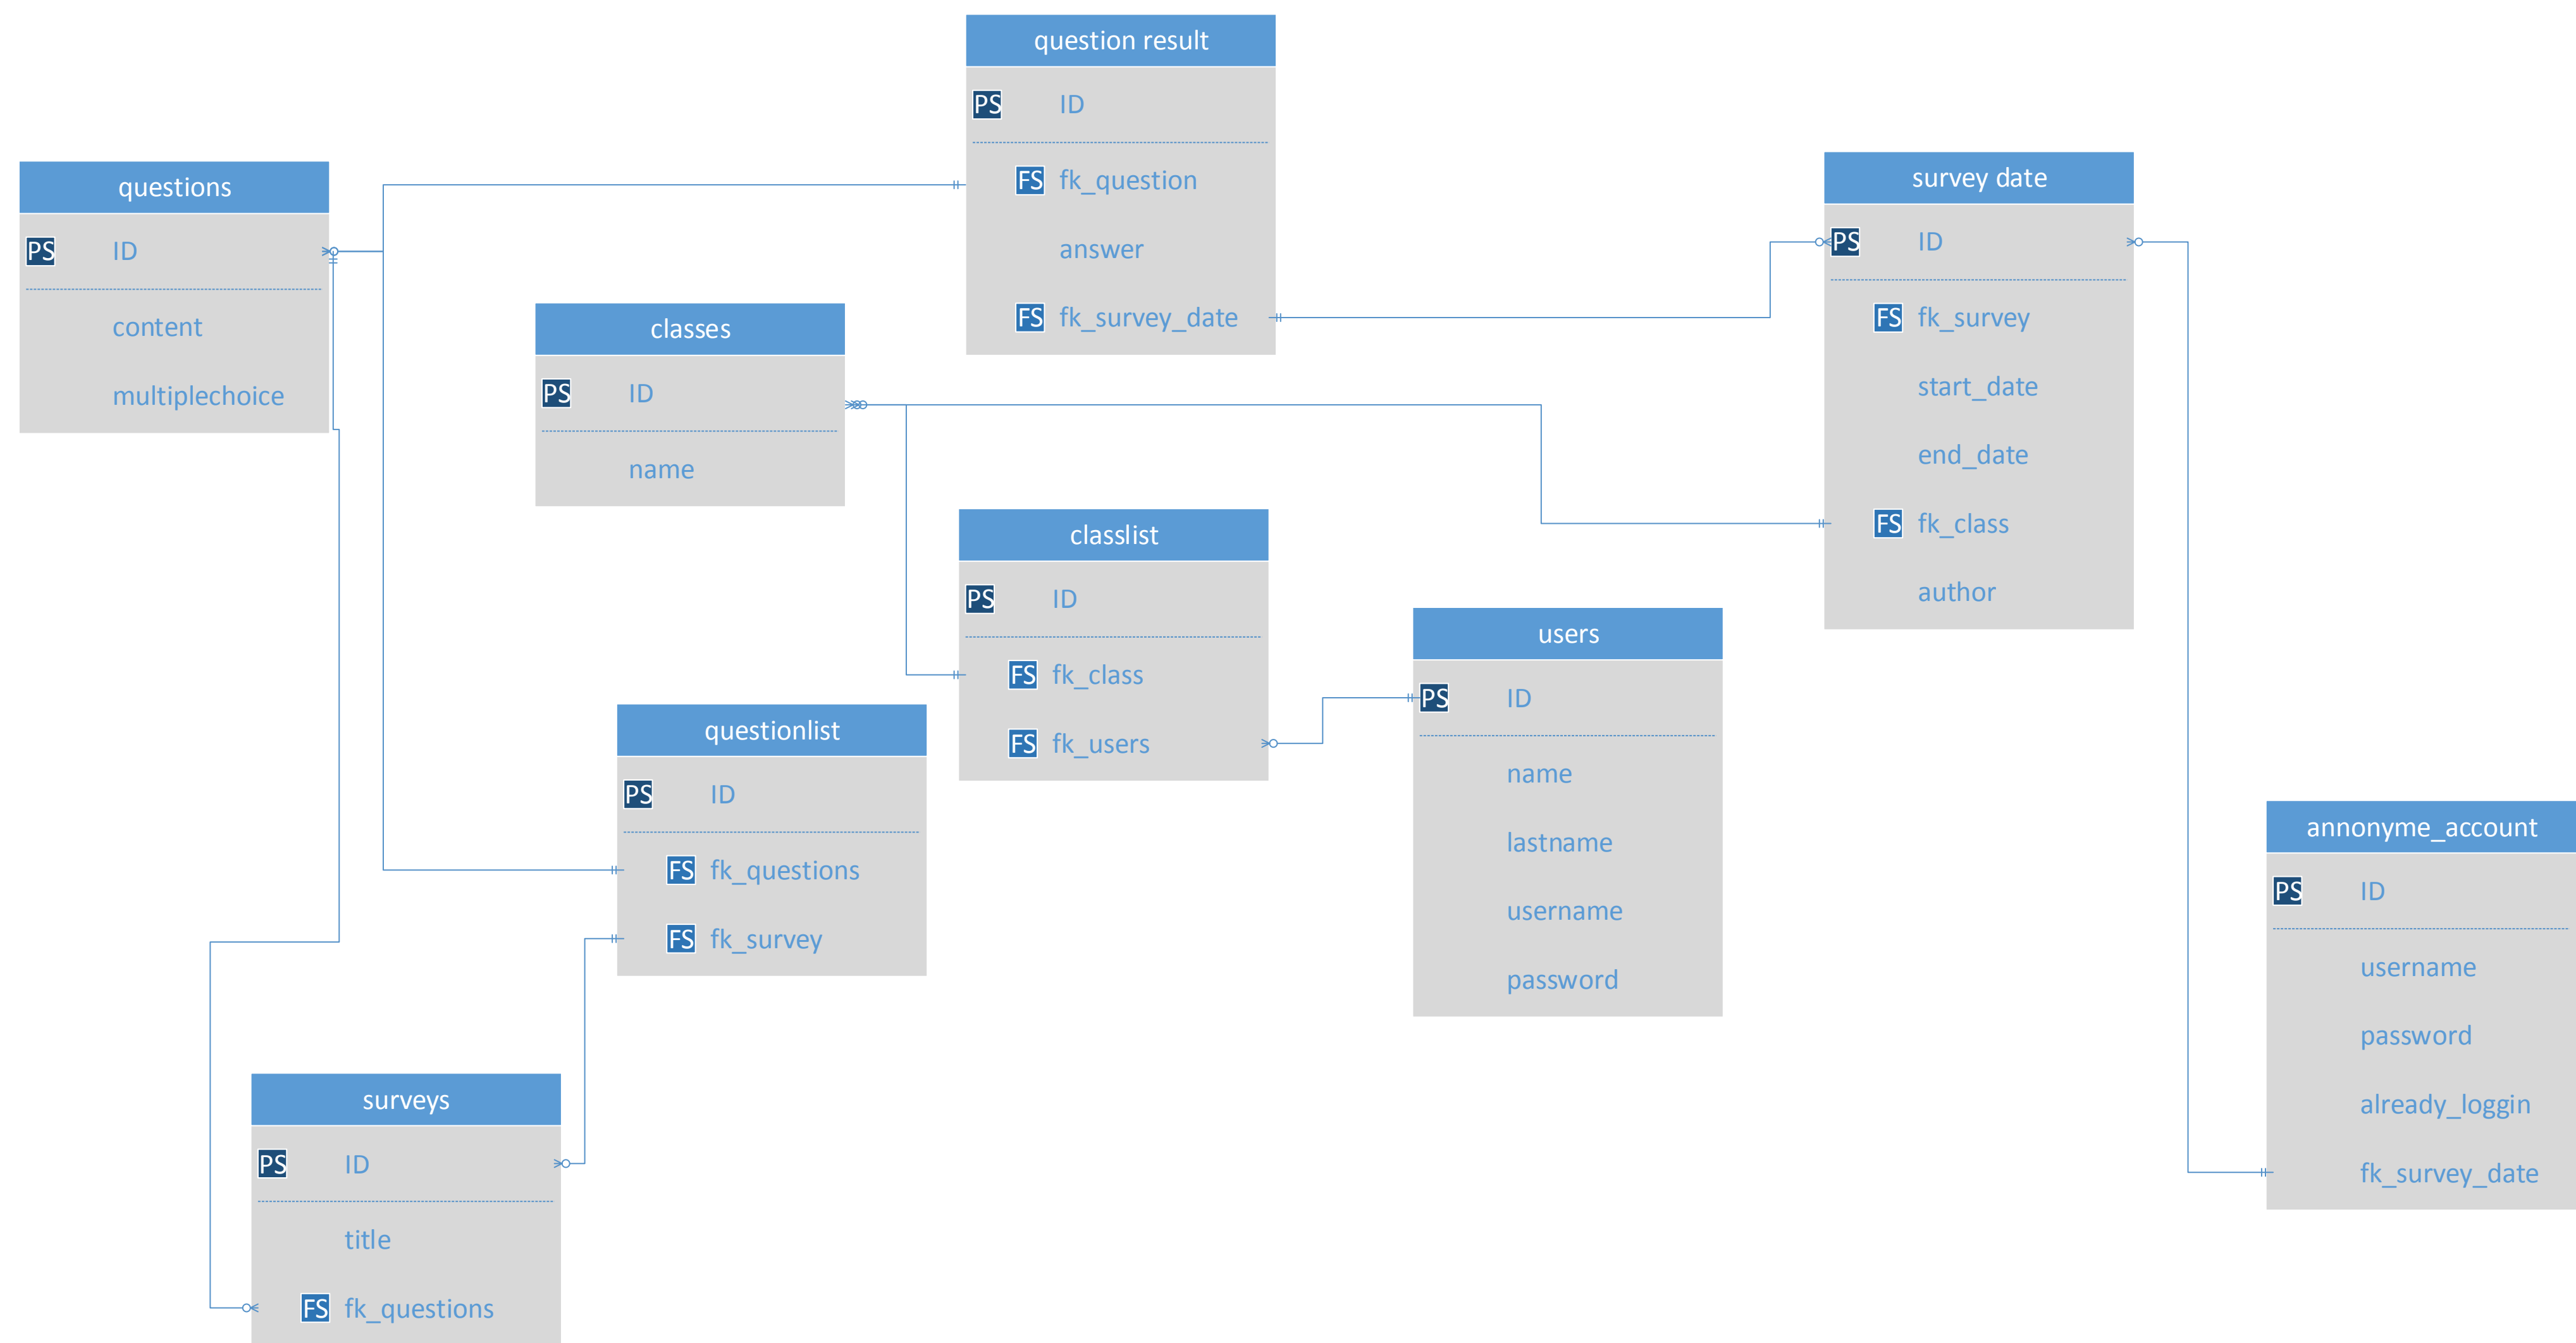 question result
PS ID
FS fk_question
answer
FS fk_survey_date
questions
PS ID
content
multiplechoice
survey date
PS ID
FS fk_survey
start_date
end_date
FS fk_class
author
classes
PS ID
name
classlist
PS ID
FS fk_class
FS fk_users
users
PS ID
name
lastname
username
password
questionlist
PS ID
FS fk_questions
FS fk_survey
annonyme_account
PS ID
username
password
already_loggin
fk_survey_date
surveys
PS ID
title
FS fk_questions